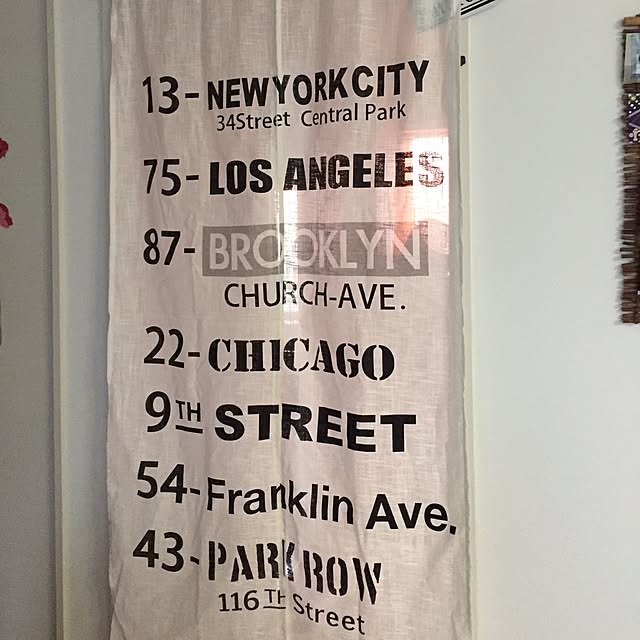 13-NEWYORKCITY
34Street Central Park
75-LOS ANGELES
87-BROOKLYN
CHURCH-AVE.
22-CHICAGO
9TH STREET
54-Franklin Ave.
43-PARK ROW
116TH Street